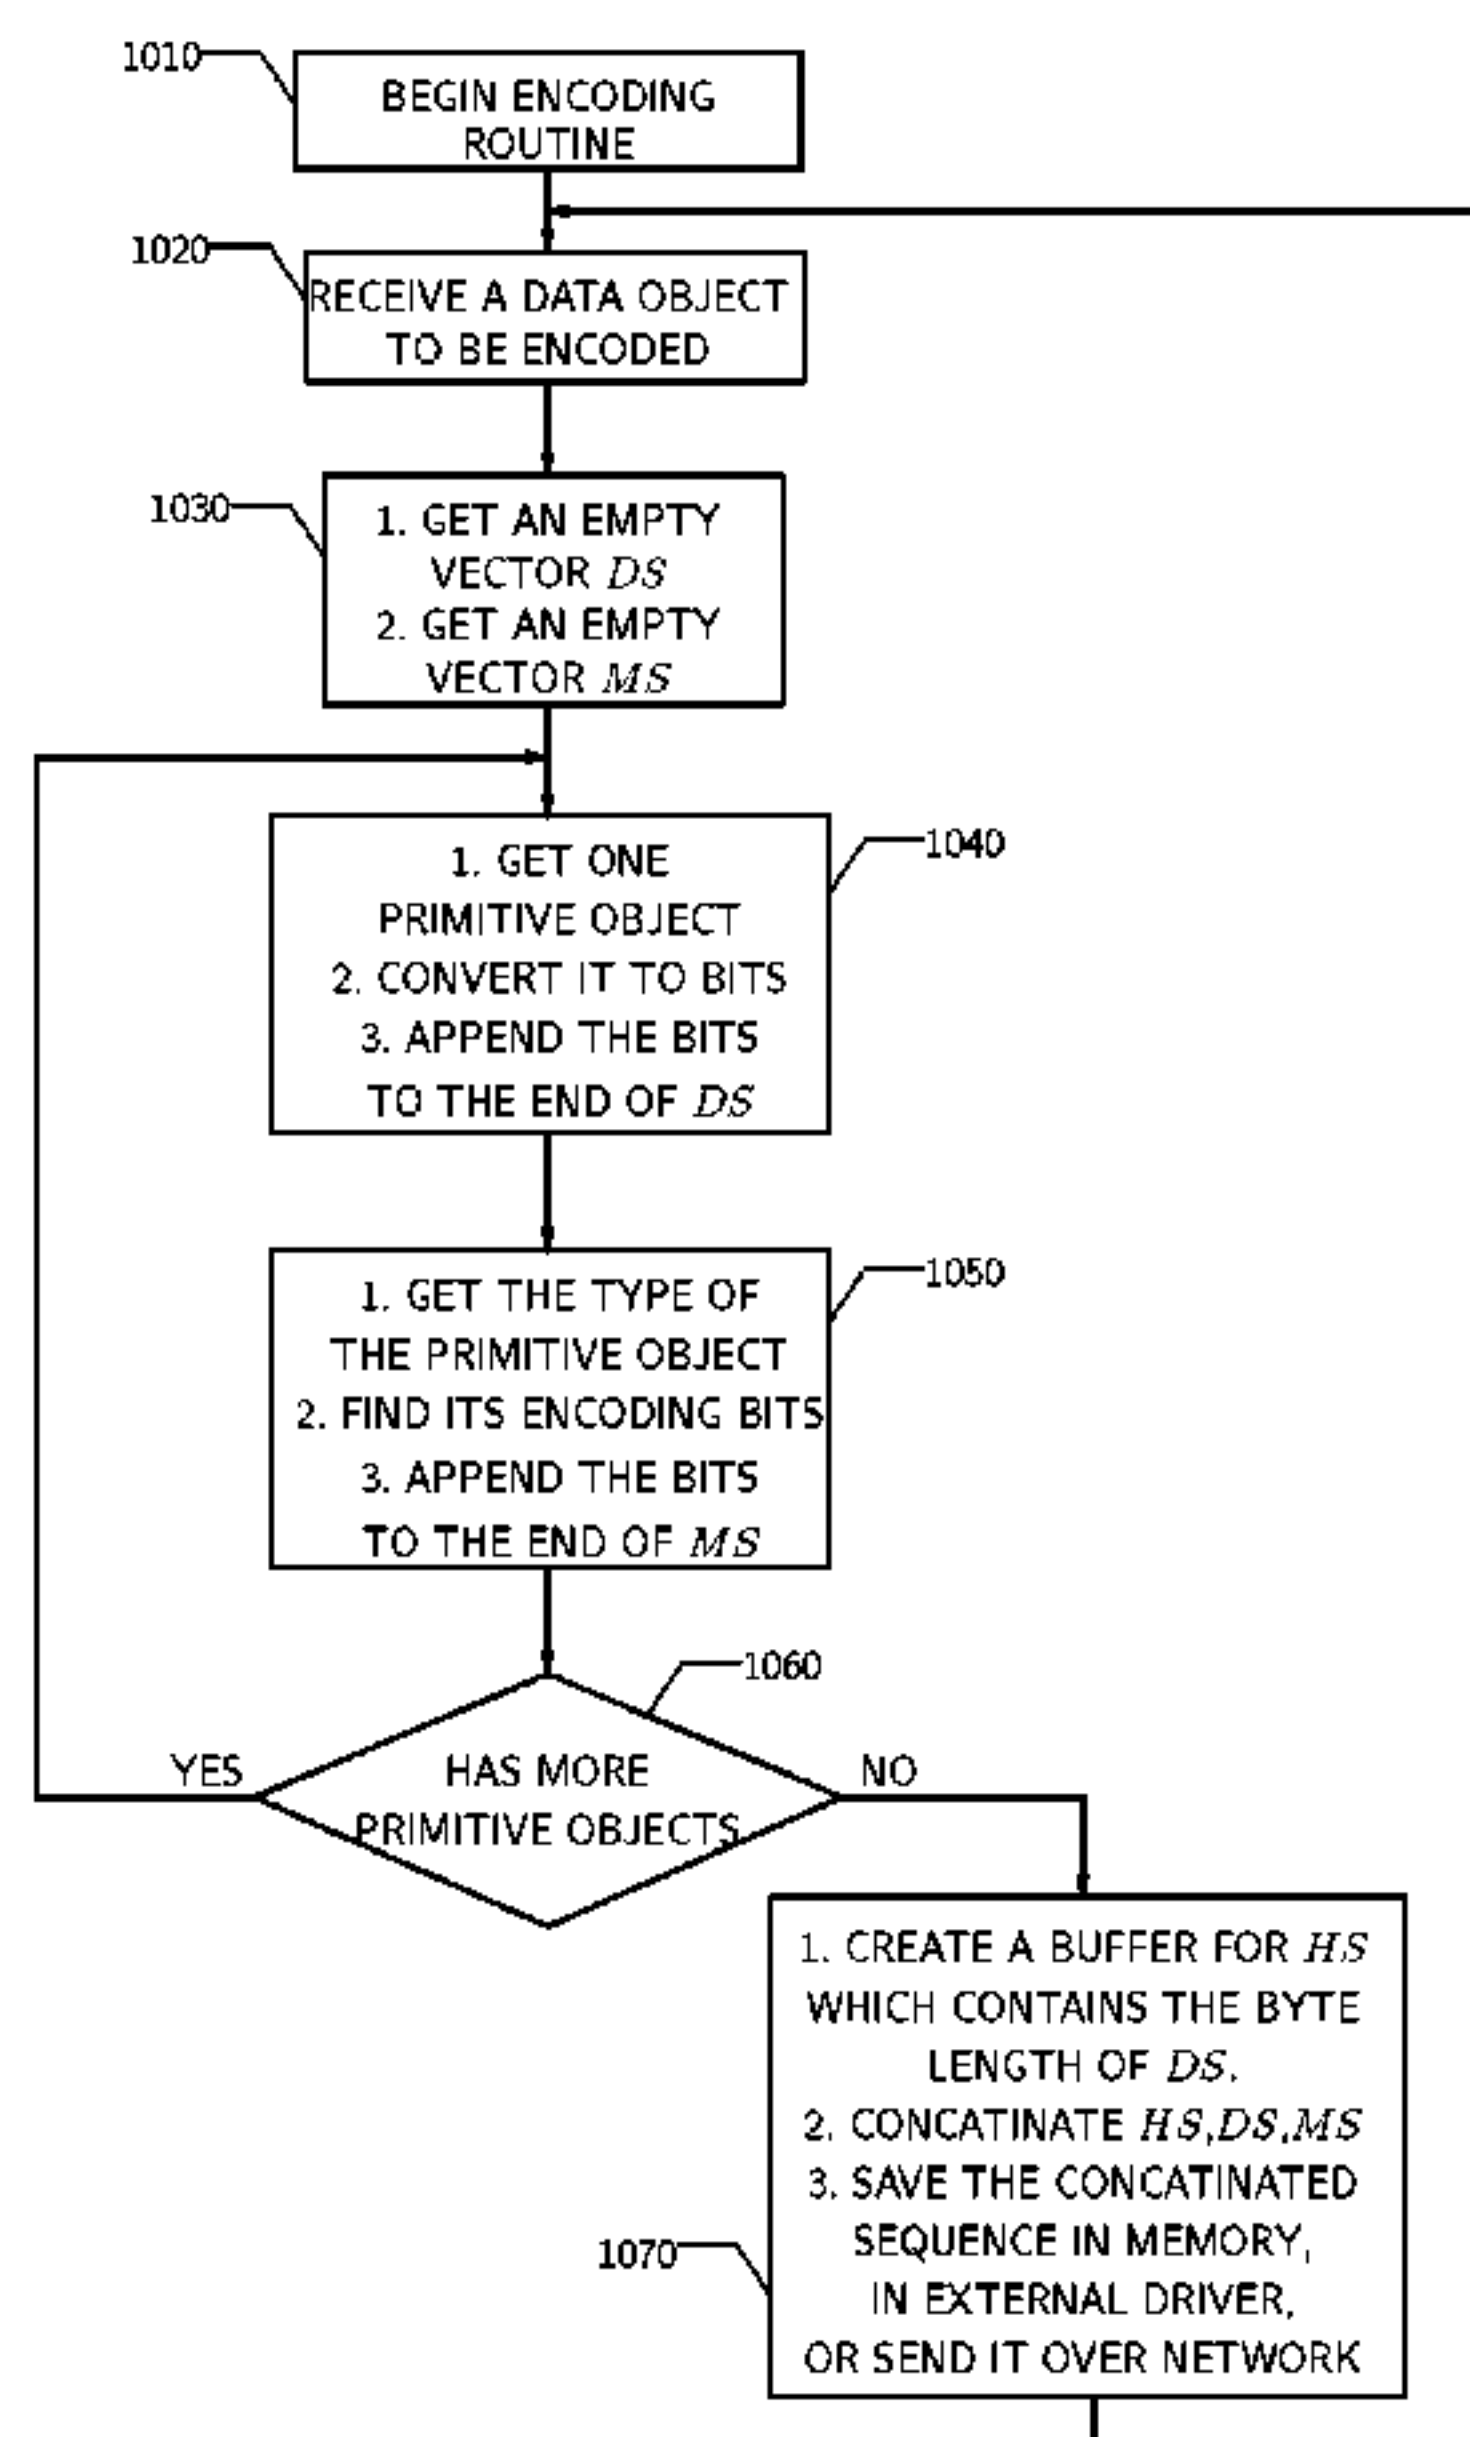 1010
BEGIN ENCODING
ROUTINE
1020
RECEIVE A DATA OBJECT
TO BE ENCODED
1030
1. GET AN EMPTY
VECTOR DS
2. GET AN EMPTY
VECTOR MS
1040
1. GET ONE
PRIMITIVE OBJECT
2. CONVERT IT TO BITS
3. APPEND THE BITS
TO THE END OF DS
1050
1. GET THE TYPE OF
THE PRIMITIVE OBJECT
2. FIND ITS ENCODING BITS
3. APPEND THE BITS
TO THE END OF MS
1060
YES
HAS MORE
PRIMITIVE OBJECTS
NO
1. CREATE A BUFFER FOR HS
WHICH CONTAINS THE BYTE
LENGTH OF DS.
2. CONCATINATE HS,DS,MS
3. SAVE THE CONCATINATED
SEQUENCE IN MEMORY,
IN EXTERNAL DRIVER,
OR SEND IT OVER NETWORK
1070